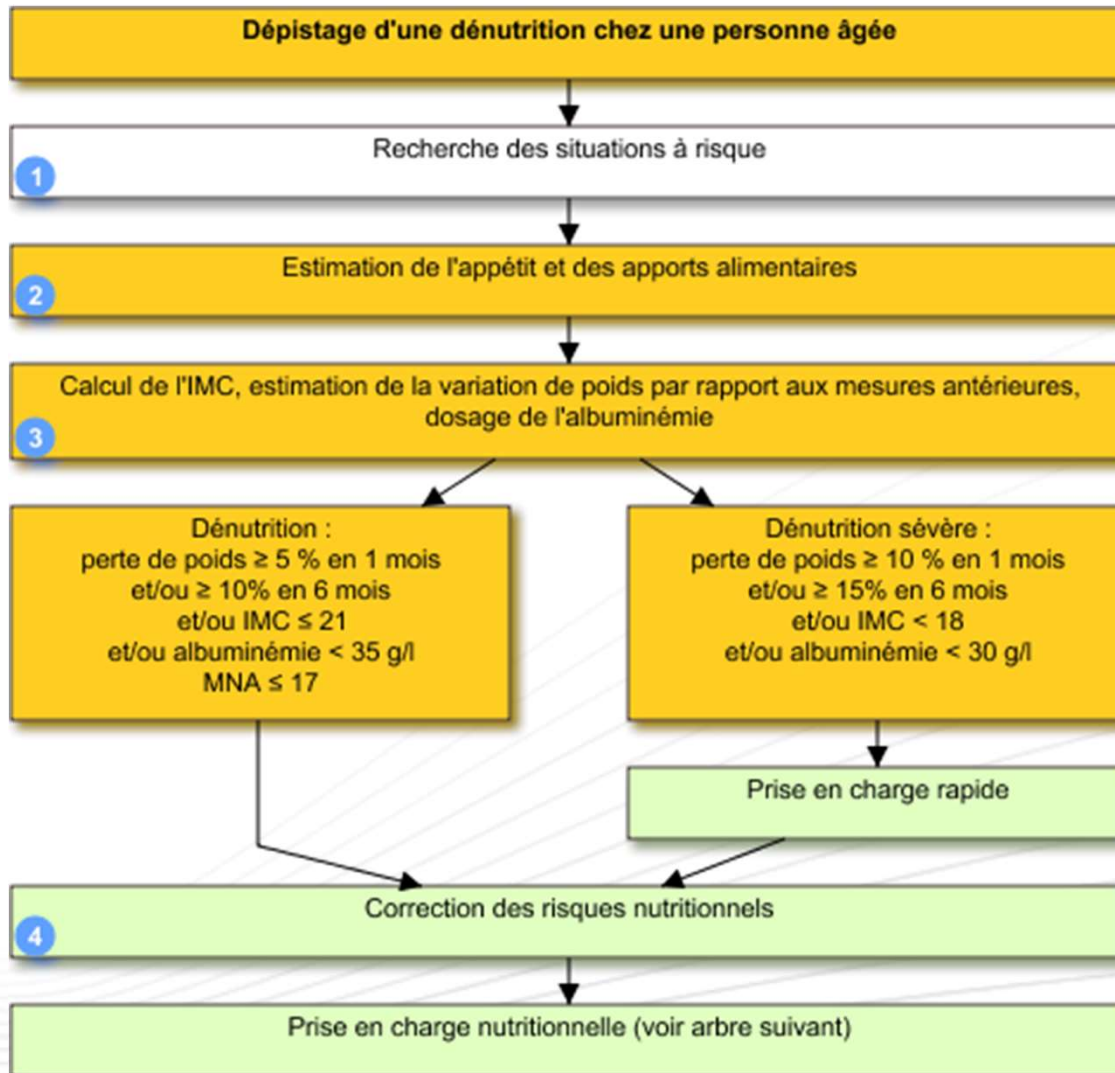 Dépistage d'une dénutrition chez une personne âgée
Recherche des situations à risque
1
Estimation de l'appétit et des apports alimentaires
2
Calcul de l'IMC, estimation de la variation de poids par rapport aux mesures antérieures,
dosage de l'albuminémie
3
Dénutrition :
perte de poids ≥ 5 % en 1 mois
et/ou ≥ 10% en 6 mois
et/ou IMC ≤ 21
et/ou albuminémie < 35 g/l
MNA ≤ 17
Dénutrition sévère :
perte de poids ≥ 10 % en 1 mois
et/ou ≥ 15% en 6 mois
et/ou IMC < 18
et/ou albuminémie < 30 g/l
Prise en charge rapide
Correction des risques nutritionnels
4
Prise en charge nutritionnelle (voir arbre suivant)